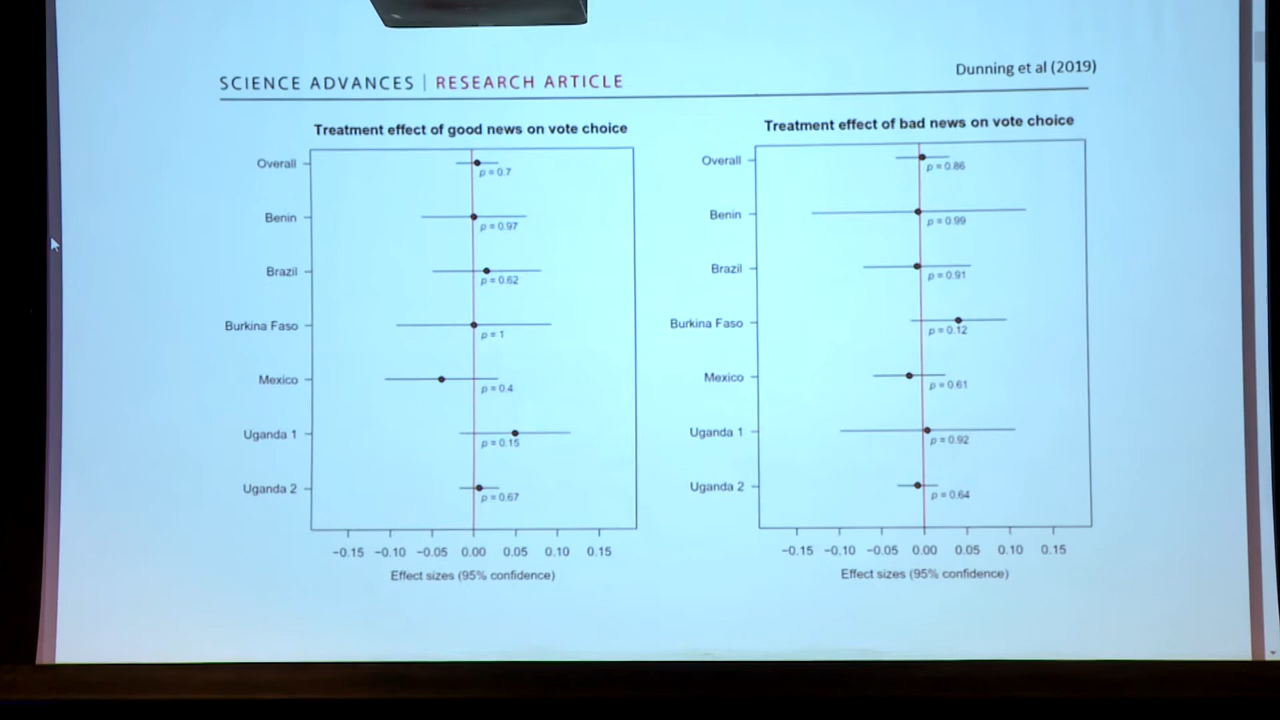 Dunning et al (2019)
SCIENCE ADVANCES | RESEARCH ARTICLE
Treatment effect of good news on vote choice
Overall
p = 0.7
Benin
p = 0.97
Brazil
p = 0.62
Burkina Faso
p = 1
Mexico
p = 0.4
Uganda 1
p = 0.15
Uganda 2
p = 0.67
−0.15 −0.10 −0.05 0.00 0.05 0.10 0.15
Effect sizes (95% confidence)
Treatment effect of bad news on vote choice
Overall
p = 0.86
Benin
p = 0.99
Brazil
p = 0.91
Burkina Faso
p = 0.12
Mexico
p = 0.61
Uganda 1
p = 0.92
Uganda 2
p = 0.64
−0.15 −0.10 −0.05 0.00 0.05 0.10 0.15
Effect sizes (95% confidence)